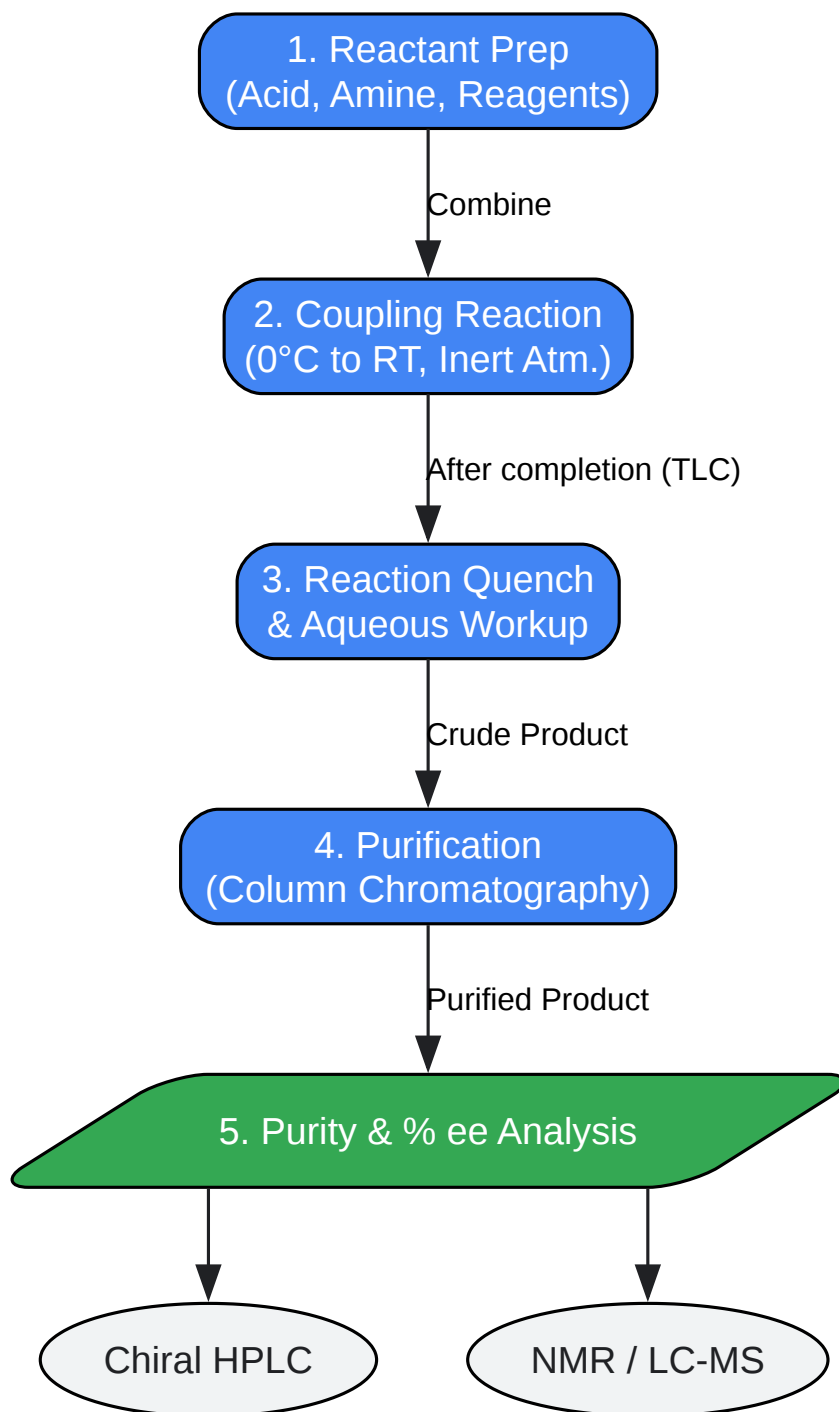 1. Reactant Prep
(Acid, Amine, Reagents)
Combine
2. Coupling Reaction
(0°C to RT, Inert Atm.)
After completion (TLC)
3. Reaction Quench
& Aqueous Workup
Crude Product
4. Purification
(Column Chromatography)
Purified Product
5. Purity & % ee Analysis
Chiral HPLC
NMR / LC-MS